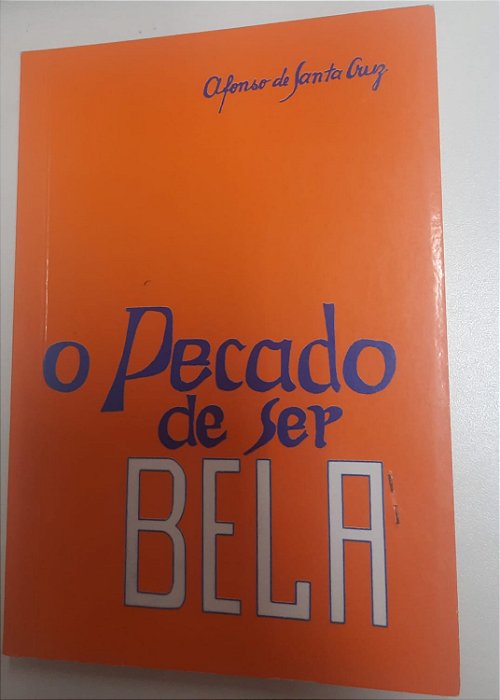 Afonso de Santa Cruz
O Pecado
de ser
BELA